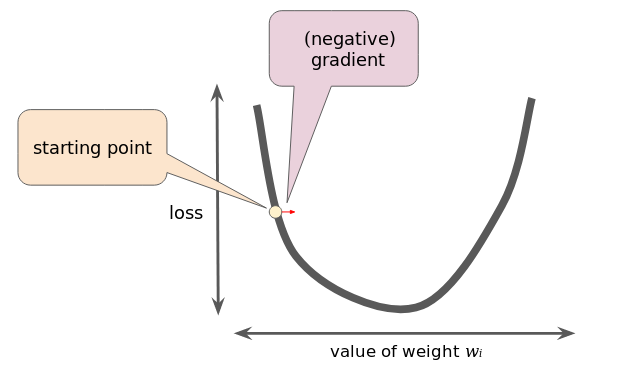 (negative)
gradient
starting point
loss
value of weight wᵢ